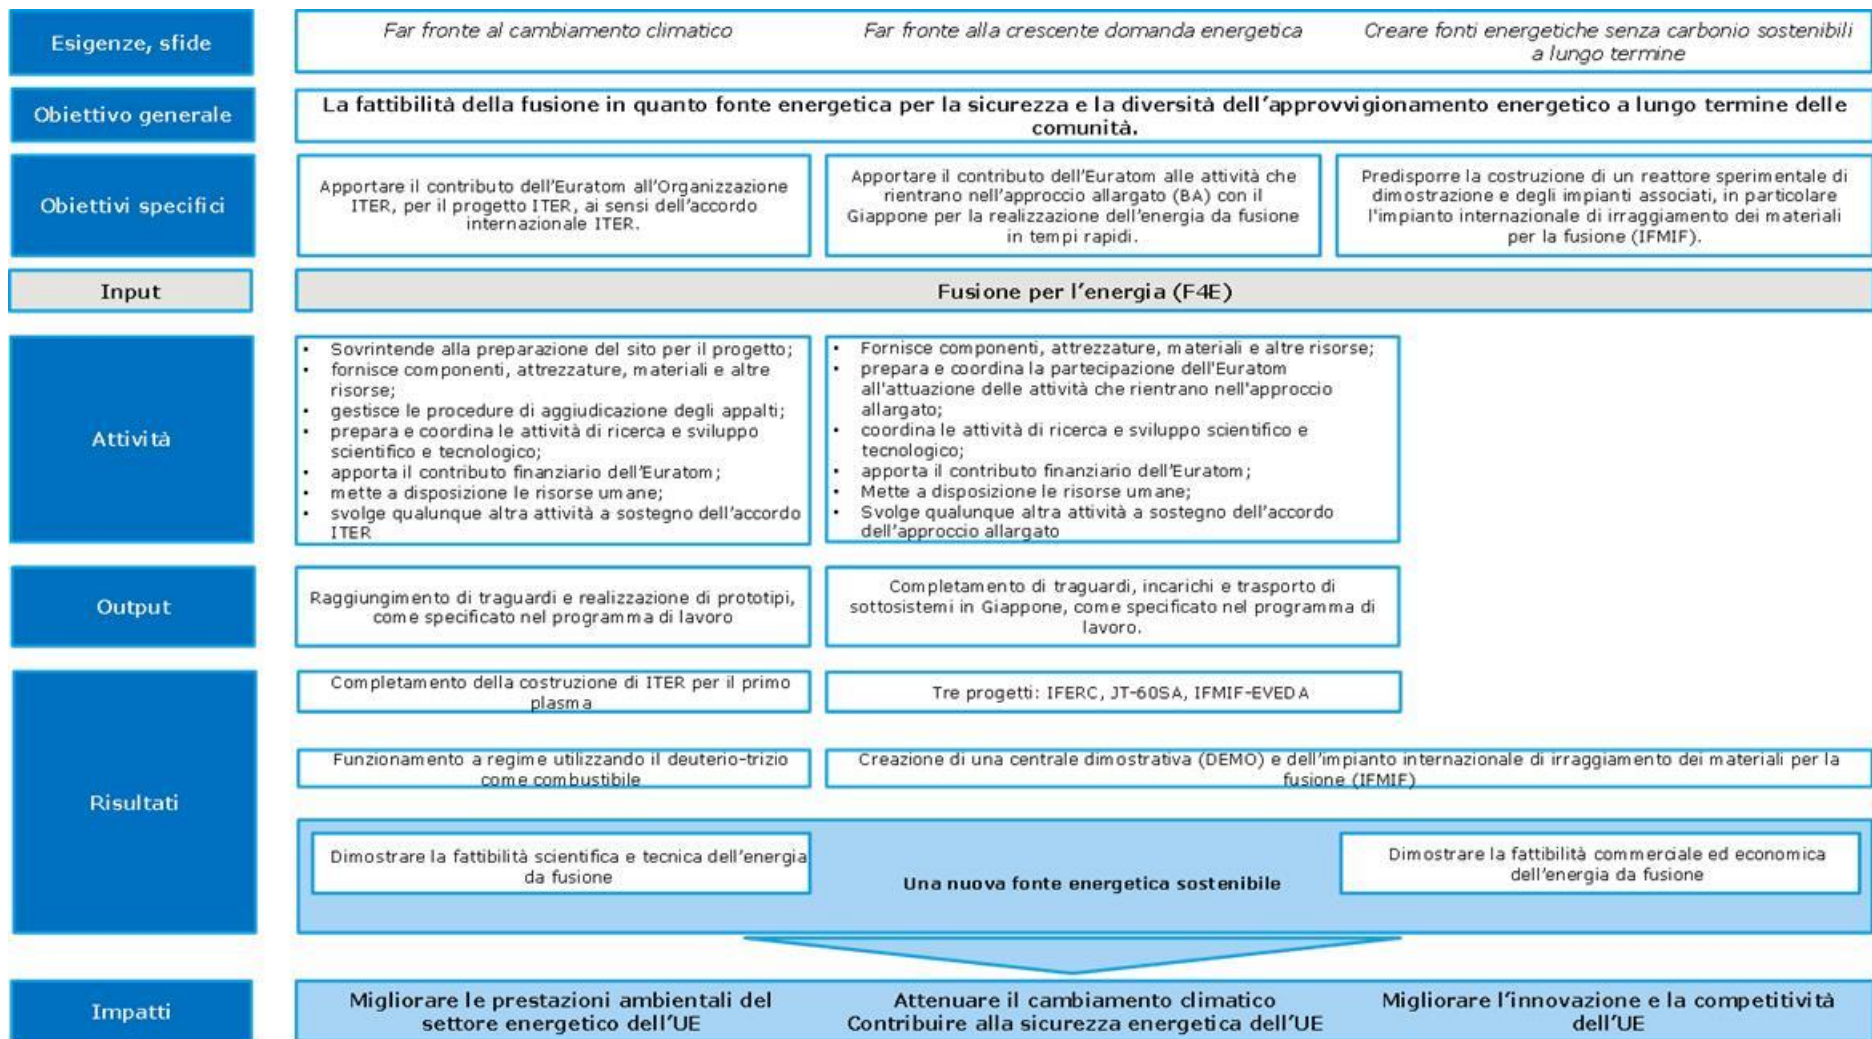 Esigenze, sfide
Far fronte al cambiamento climatico
Far fronte alla crescente domanda energetica
Creare fonti energetiche senza carbonio sostenibili
a lungo termine
Obiettivo generale
La fattibilità della fusione in quanto fonte energetica per la sicurezza e la diversità dell'approvvigionamento energetico a lungo termine delle
comunità.
Obiettivi specifici
Apportare il contributo dell'Euratom all'Organizzazione
ITER, per il progetto ITER, ai sensi dell'accordo
internazionale ITER.
Apportare il contributo dell'Euratom alle attività che
rientrano nell'approccio allargato (BA) con il
Giappone per la realizzazione dell'energia da fusione
in tempi rapidi.
Predisporre la costruzione di un reattore sperimentale di
dimostrazione e degli impianti associati, in particolare
l'impianto internazionale di irraggiamento dei materiali
per la fusione (IFMIF).
Input
Fusione per l'energia (F4E)
Attività
• Sovrintende alla preparazione del sito per il progetto;
• fornisce componenti, attrezzature, materiali e altre
risorse;
• gestisce le procedure di aggiudicazione degli appalti;
• prepara e coordina le attività di ricerca e sviluppo
scientifico e tecnologico;
• apporta il contributo finanziario dell'Euratom;
• mette a disposizione le risorse umane;
• svolge qualunque altra attività a sostegno dell'accordo
ITER
• Fornisce componenti, attrezzature, materiali e altre risorse;
• prepara e coordina la partecipazione dell'Euratom
all'attuazione delle attività che rientrano nell'approccio
allargato;
• coordina le attività di ricerca e sviluppo scientifico e
tecnologico;
• apporta il contributo finanziario dell'Euratom;
• Mette a disposizione le risorse umane;
• Svolge qualunque altra attività a sostegno dell'accordo
dell'approccio allargato
Output
Raggiungimento di traguardi e realizzazione di prototipi,
come specificato nel programma di lavoro
Completamento di traguardi, incarichi e trasporto di
sottosistemi in Giappone, come specificato nel programma di
lavoro.
Risultati
Completamento della costruzione di ITER per il primo
plasma
Tre progetti: IFERC, JT-60SA, IFMIF-EVEDA
Funzionamento a regime utilizzando il deuterio-trizio
come combustibile
Creazione di una centrale dimostrativa (DEMO) e dell'impianto internazionale di irraggiamento dei materiali per la
fusione (IFMIF)
Dimostrare la fattibilità scientifica e tecnica dell'energia
da fusione
Una nuova fonte energetica sostenibile
Dimostrare la fattibilità commerciale ed economica
dell'energia da fusione
Impatti
Migliorare le prestazioni ambientali del
settore energetico dell'UE
Attenuare il cambiamento climatico
Contribuire alla sicurezza energetica dell'UE
Migliorare l'innovazione e la competitività
dell'UE